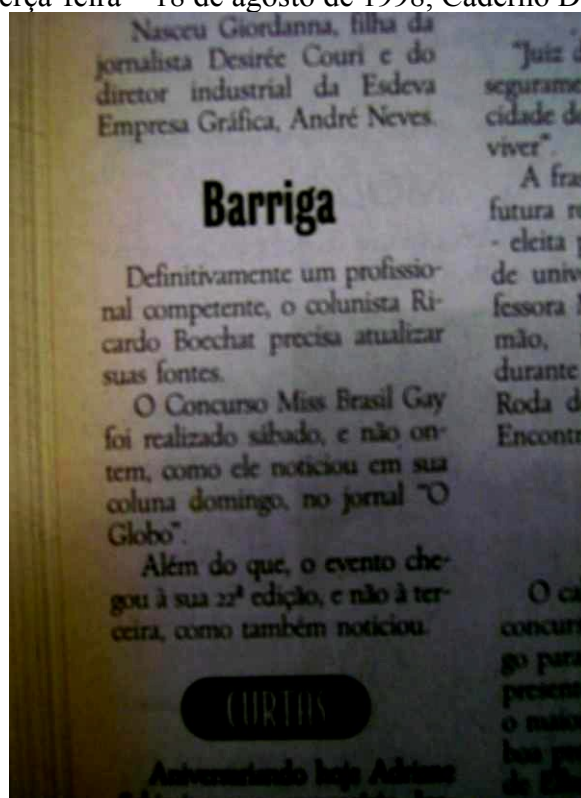 terça-feira – 18 de agosto de 1998, Caderno D
Nasceu Giordanna, filha da
jornalista Desirée Couri e do
diretor industrial da Esdeva
Empresa Gráfica, André Neves.
Barriga
Definitivamente um profissio-
nal competente, o colunista Ri-
cardo Boechat precisa atualizar
suas fontes.
O Concurso Miss Brasil Gay
foi realizado sábado, e não on-
tem, como ele noticiou em sua
coluna domingo, no jornal "O
Globo".
Além do que, o evento che-
gou à sua 22ª edição, e não à ter-
ceira, como também noticiou.
CURTAS
Aniversariando hoje Adriane
"Juiz d
segurame
cidade de
viver".
A fras
futura r
- eleita p
de unive
fessora
mão,
durante
Roda d
Encontr
O ca
concurs
go para
present
o maio
boa
de